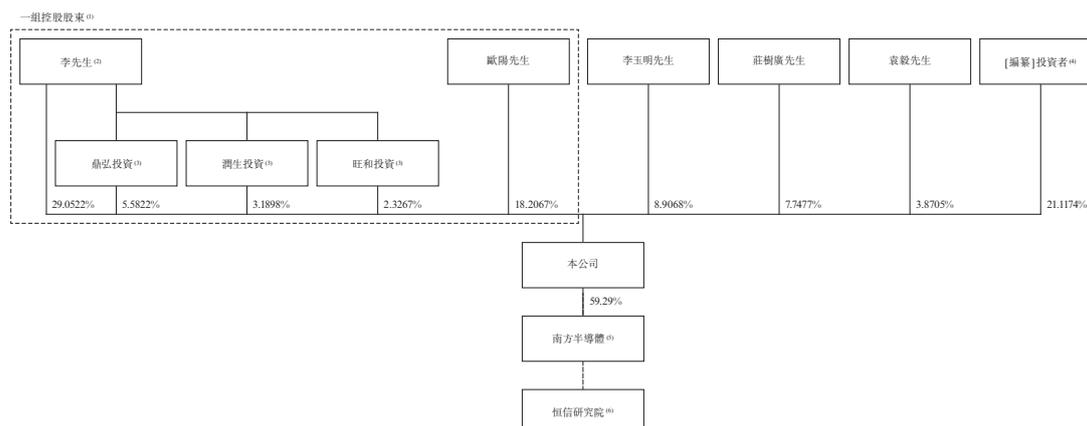 一組控股股東(1)
李先生(2)
歐陽先生
李玉明先生
莊樹廣先生
袁毅先生
[編纂]投資者(4)
鼎弘投資(3)
潤生投資(3)
旺和投資(3)
29.0522%
5.5822%
3.1898%
2.3267%
18.2067%
8.9068%
7.7477%
3.8705%
21.1174%
本公司
59.29%
南方半導體(5)
恒信研究院(6)